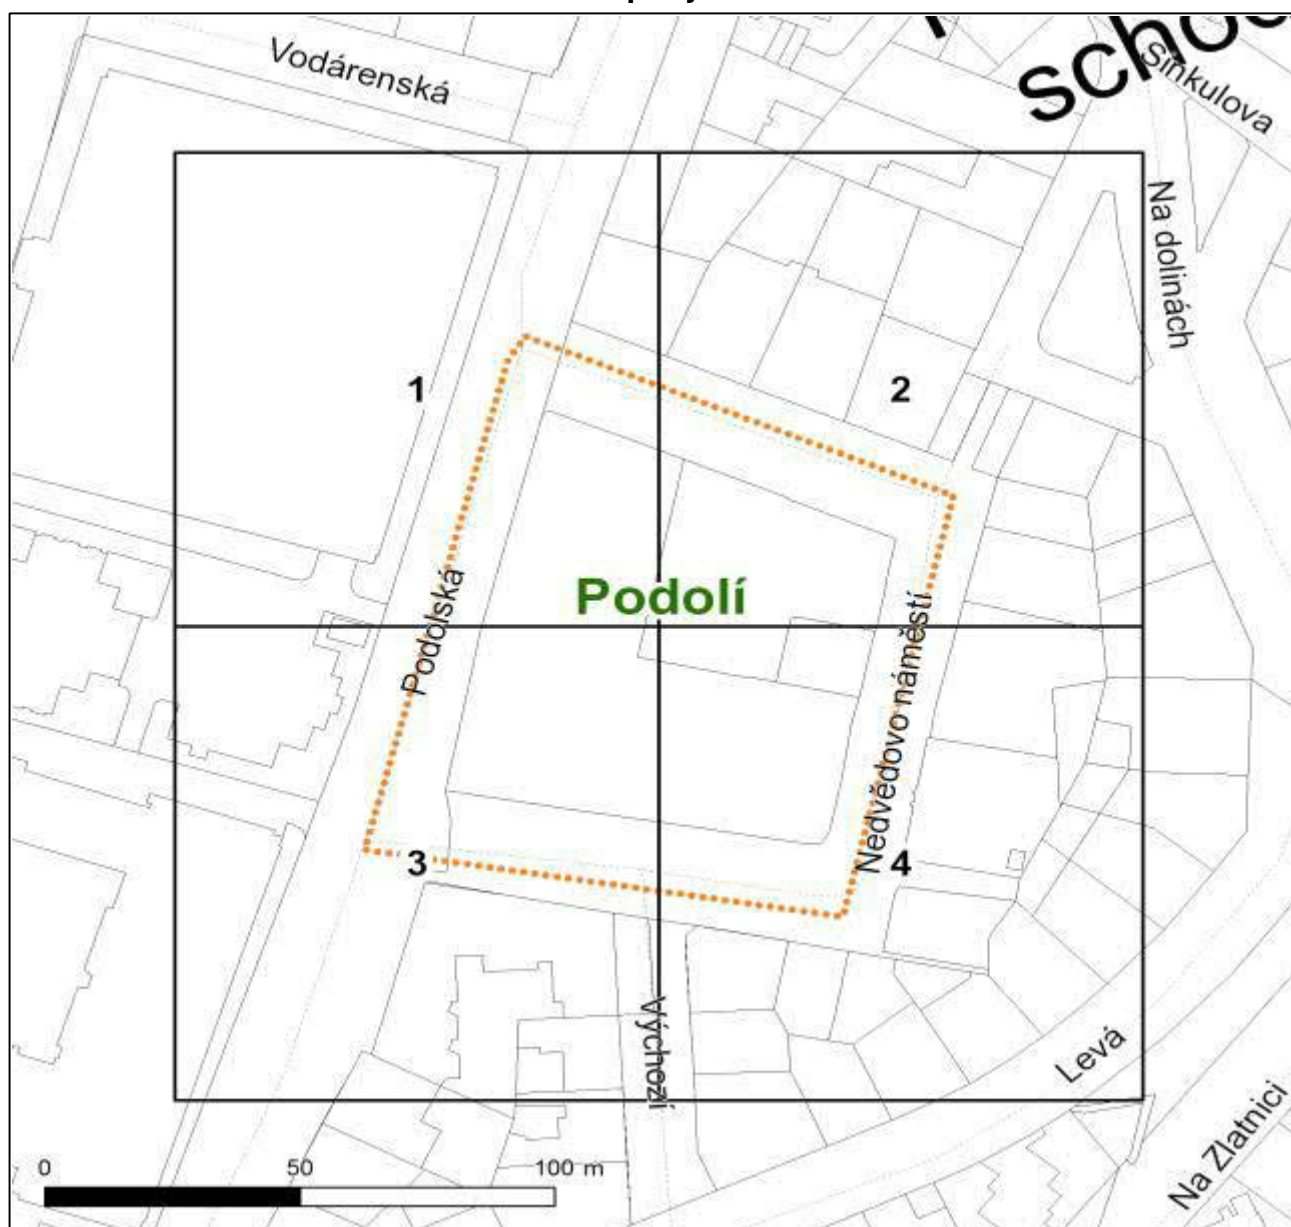 Vodárenská
Sinkulova
Na dolinách
1
2
Podolská
Podolí
Nedvědovo náměstí
3
4
Výchozí
Levá
Na Zlatnici
0 50 100 m